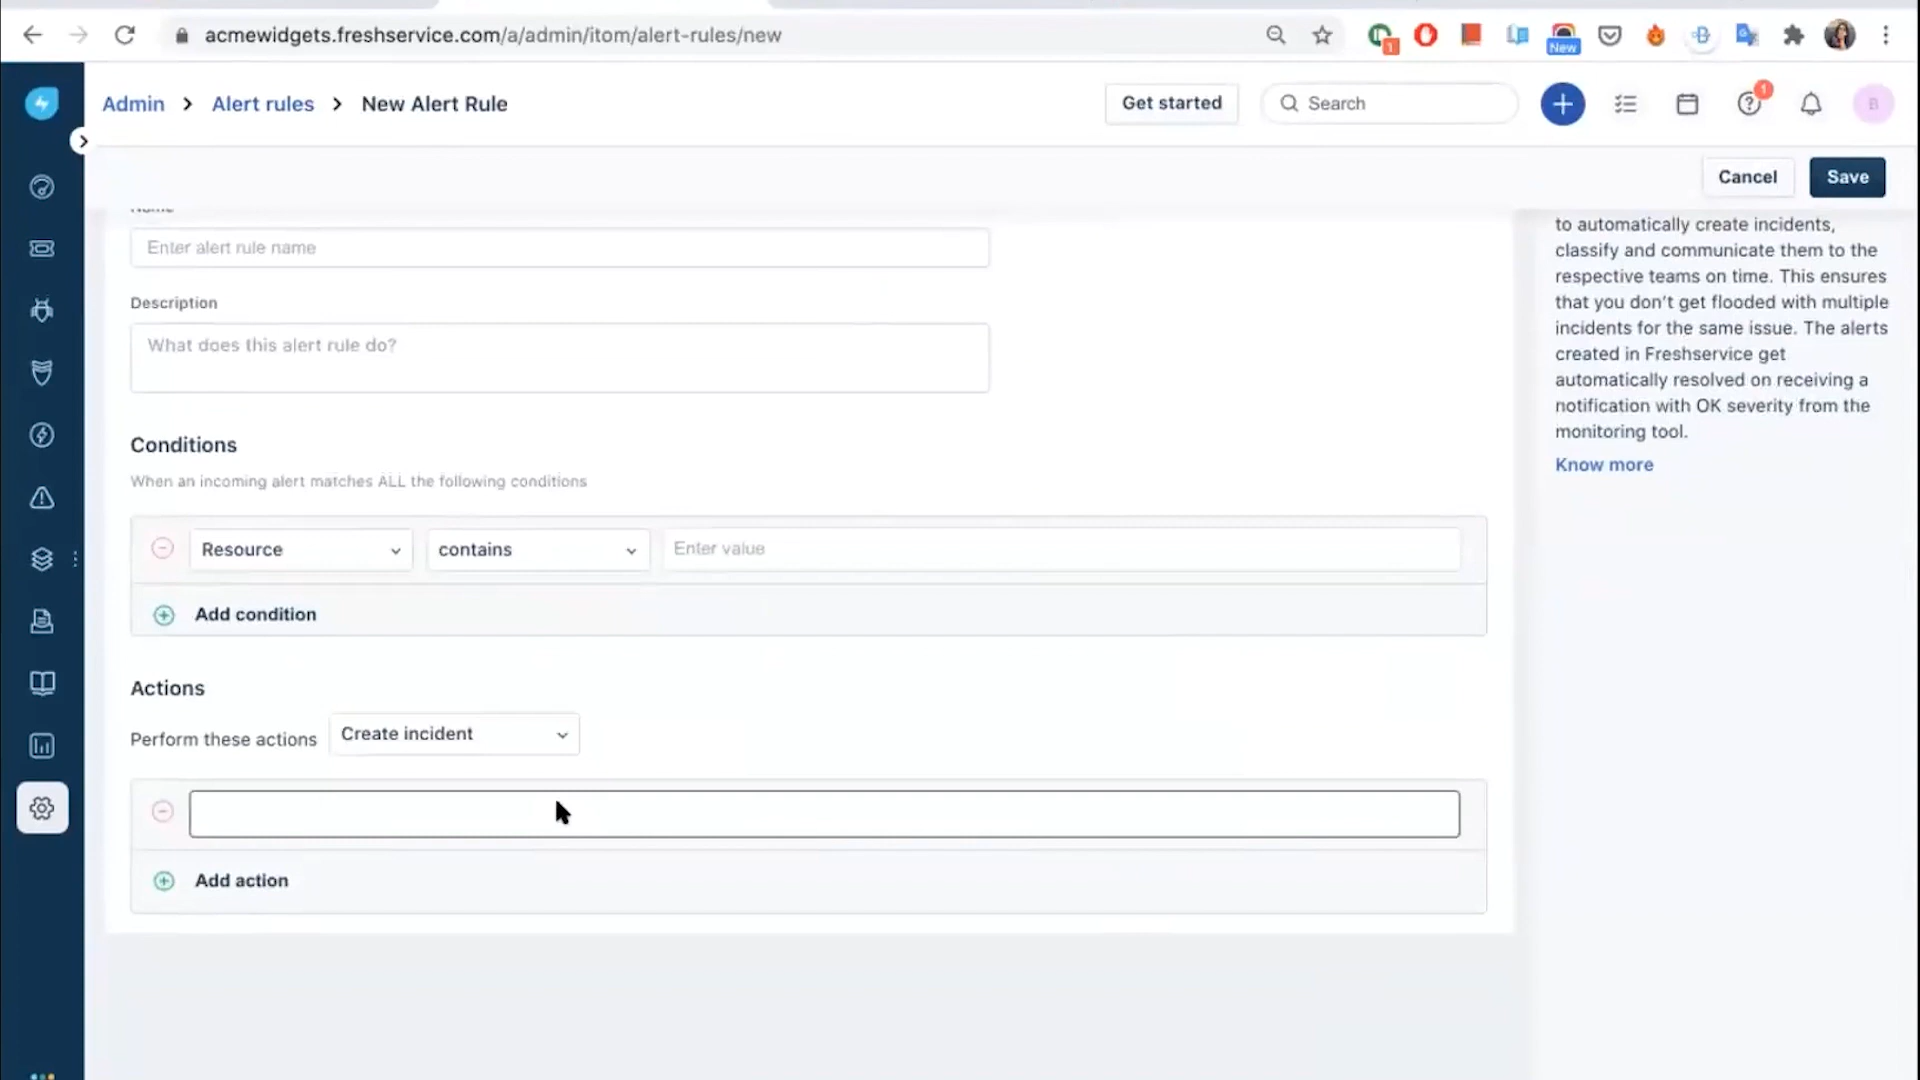 acmewidgets.freshservice.com/a/admin/itom/alert-rules/new
1
New
Admin > Alert rules > New Alert Rule
Get started
Search
1
B
Cancel
Save
Enter alert rule name
Description
What does this alert rule do?
Conditions
When an incoming alert matches ALL the following conditions
Resource
contains
Enter value
Add condition
Actions
Perform these actions
Create incident
Add action
to automatically create incidents,
classify and communicate them to the
respective teams on time. This ensures
that you don't get flooded with multiple
incidents for the same issue. The alerts
created in Freshservice get
automatically resolved on receiving a
notification with OK severity from the
monitoring tool.
Know more